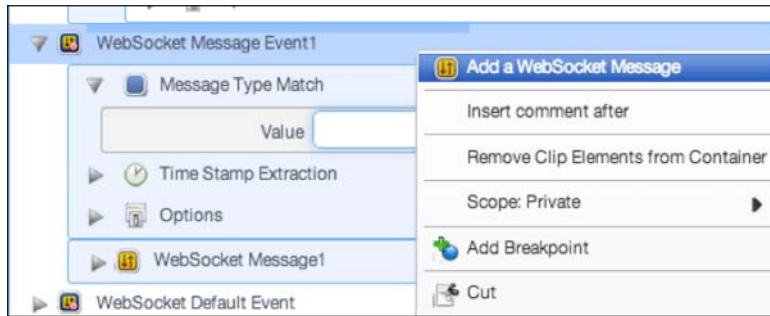 WebSocket Message Event1
Add a WebSocket Message
Message Type Match
Insert comment after
Value
Remove Clip Elements from Container
Time Stamp Extraction
Scope: Private
Options
Add Breakpoint
WebSocket Message1
Cut
WebSocket Default Event